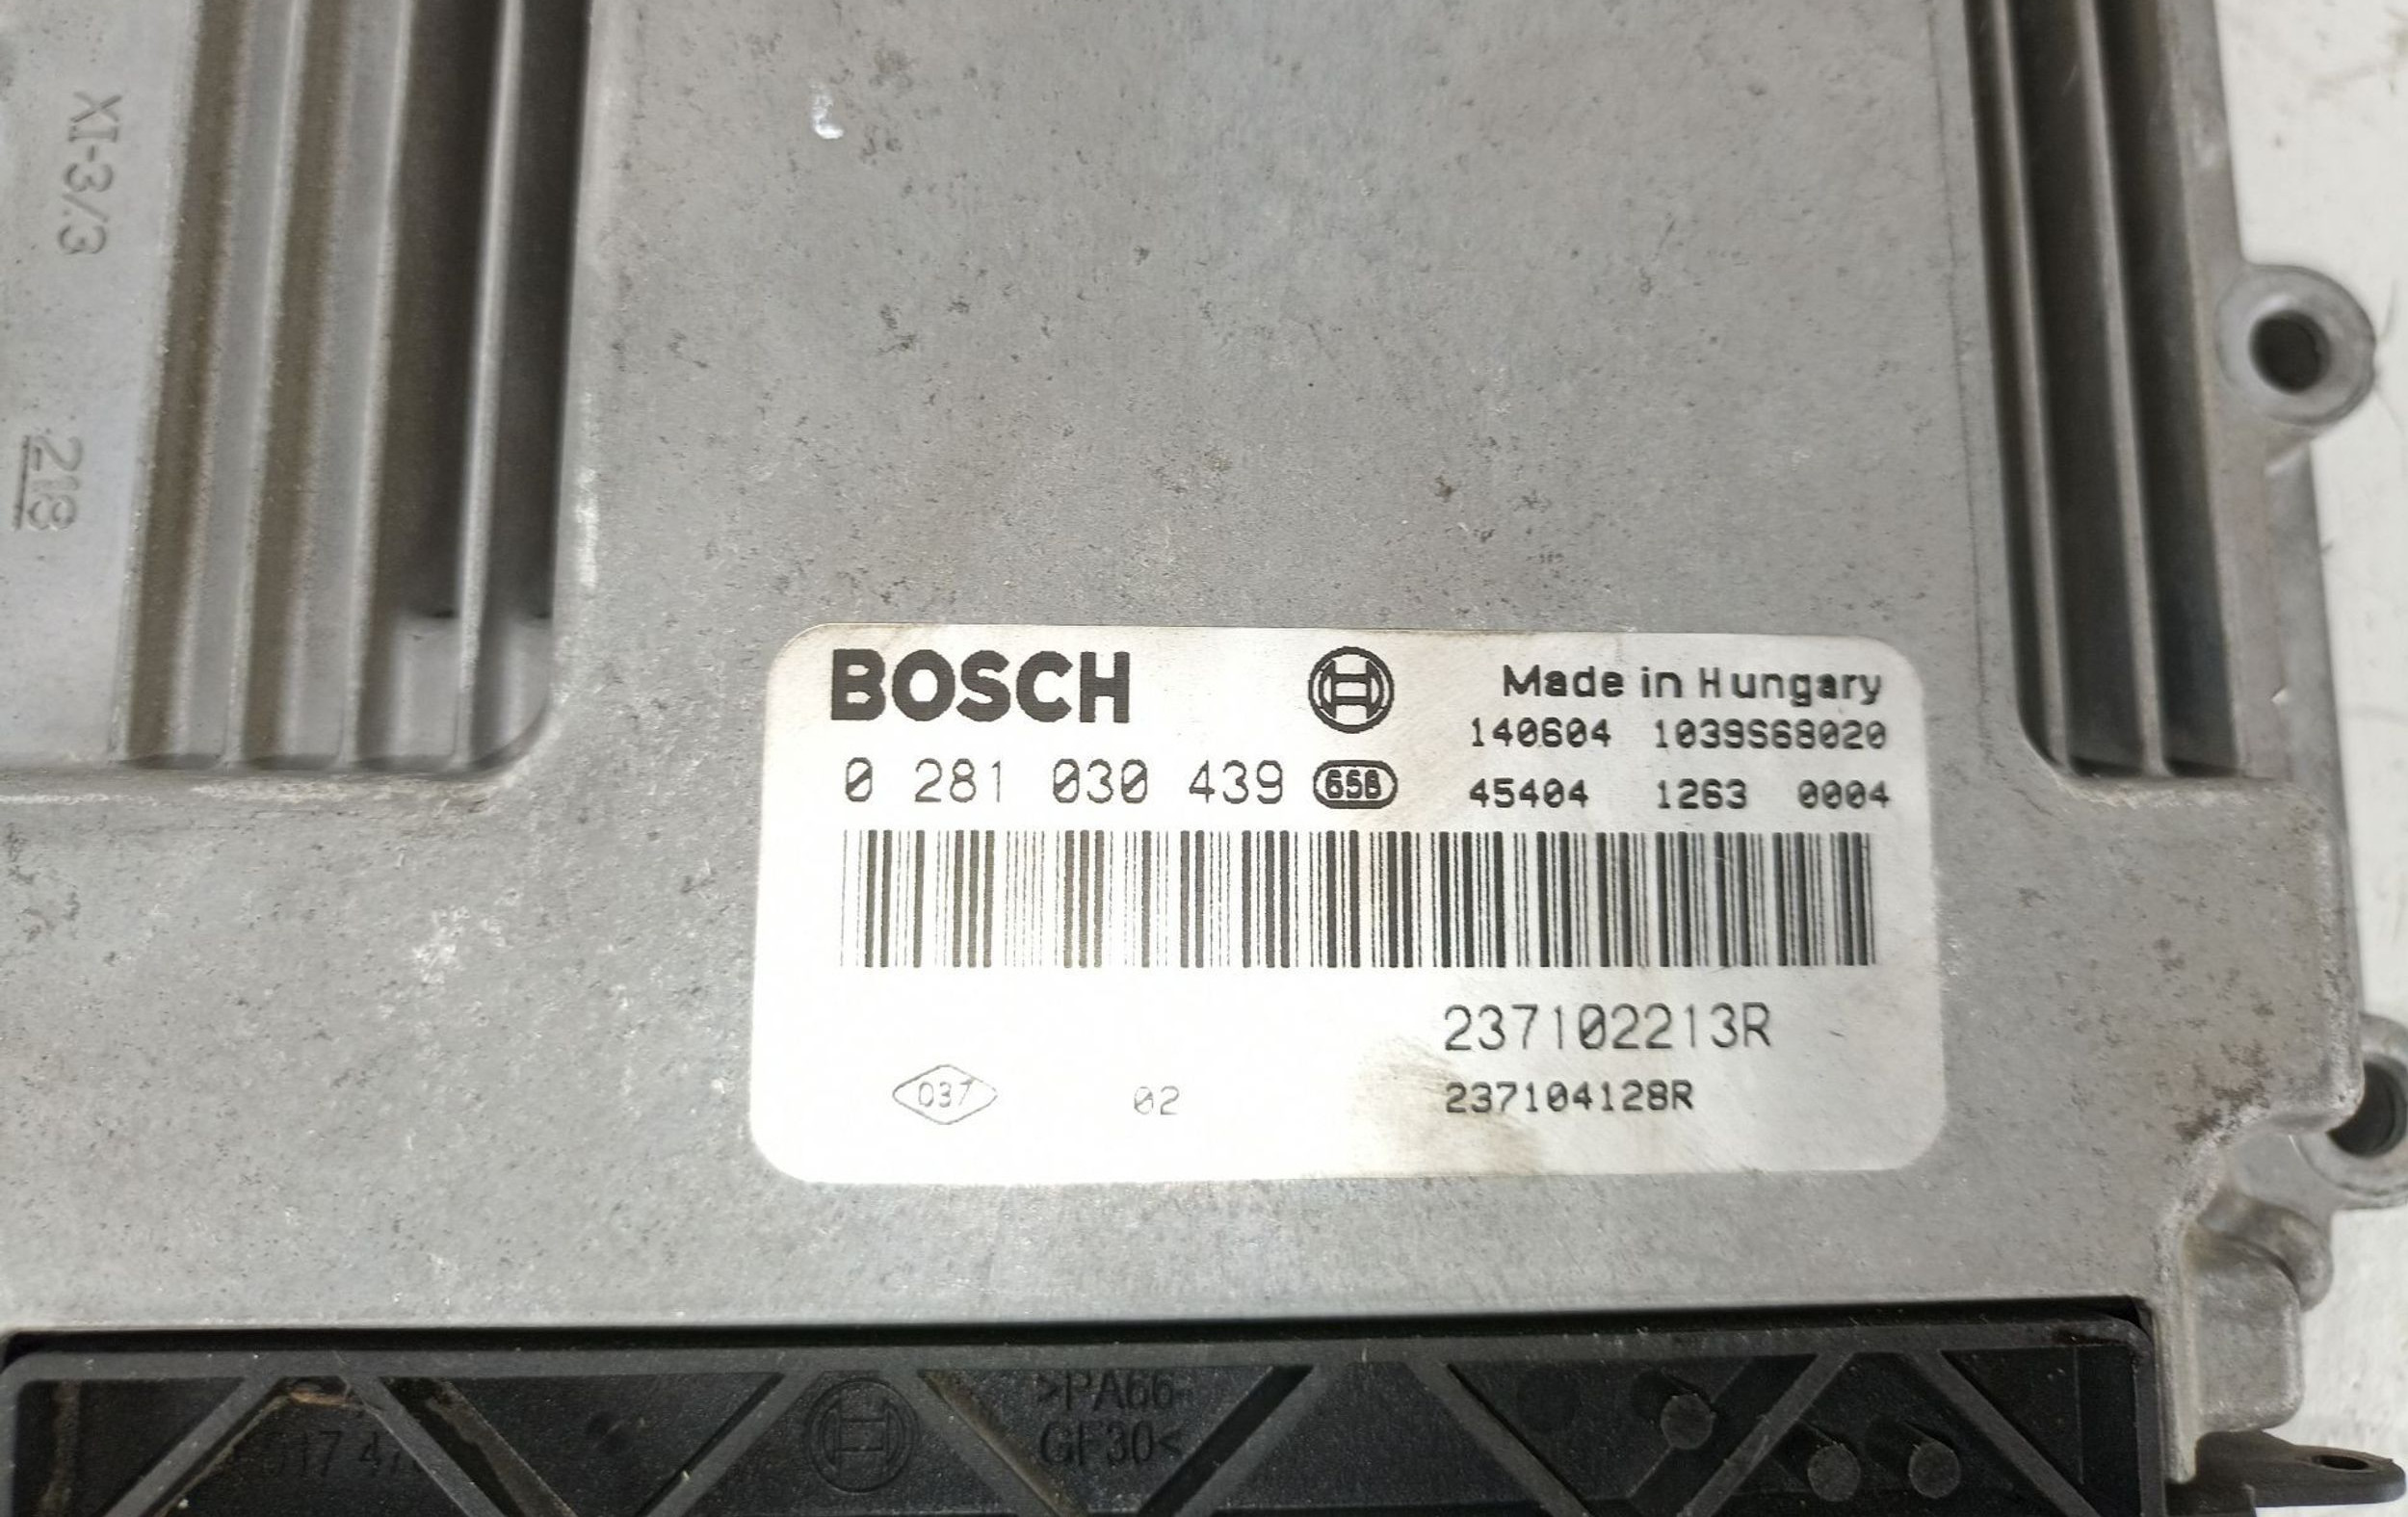 XI-3/3
218
BOSCH
Made in Hungary
140604 1039S68020
0 281 030 439 658 45404 1263 0004
237102213R
037 02 237104128R
>PA66-
GF30<